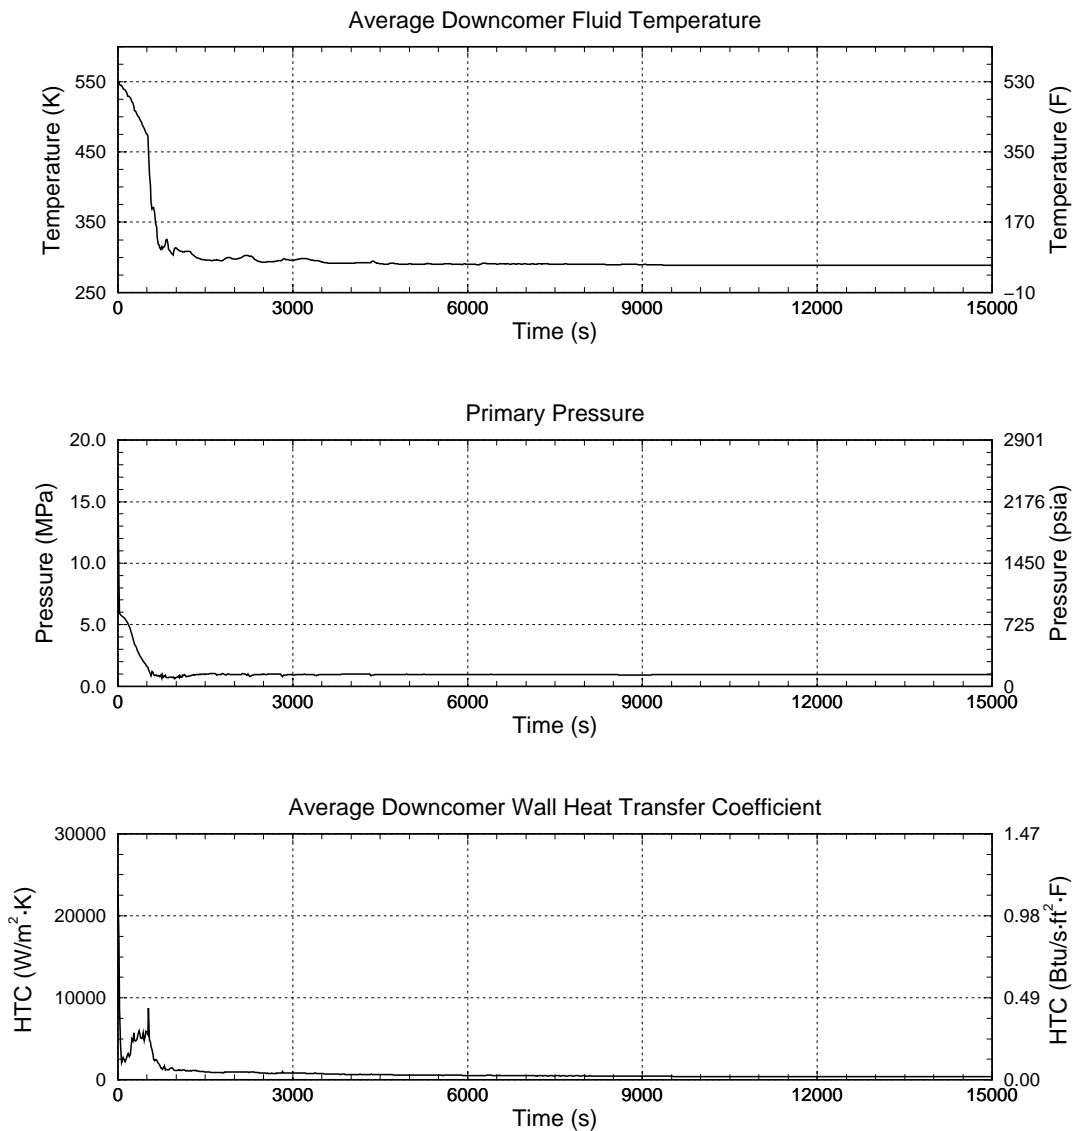 Average Downcomer Fluid Temperature
550
450
350
250
Temperature (K)
530
350
170
−10
Temperature (F)
0 3000 6000 9000 12000 15000
Time (s)
Primary Pressure
20.0
15.0
10.0
5.0
0.0
Pressure (MPa)
2901
2176
1450
725
0
Pressure (psia)
0 3000 6000 9000 12000 15000
Time (s)
Average Downcomer Wall Heat Transfer Coefficient
30000
20000
10000
0
HTC (W/m²·K)
1.47
0.98
0.49
0.00
HTC (Btu/s·ft²·F)
0 3000 6000 9000 12000 15000
Time (s)